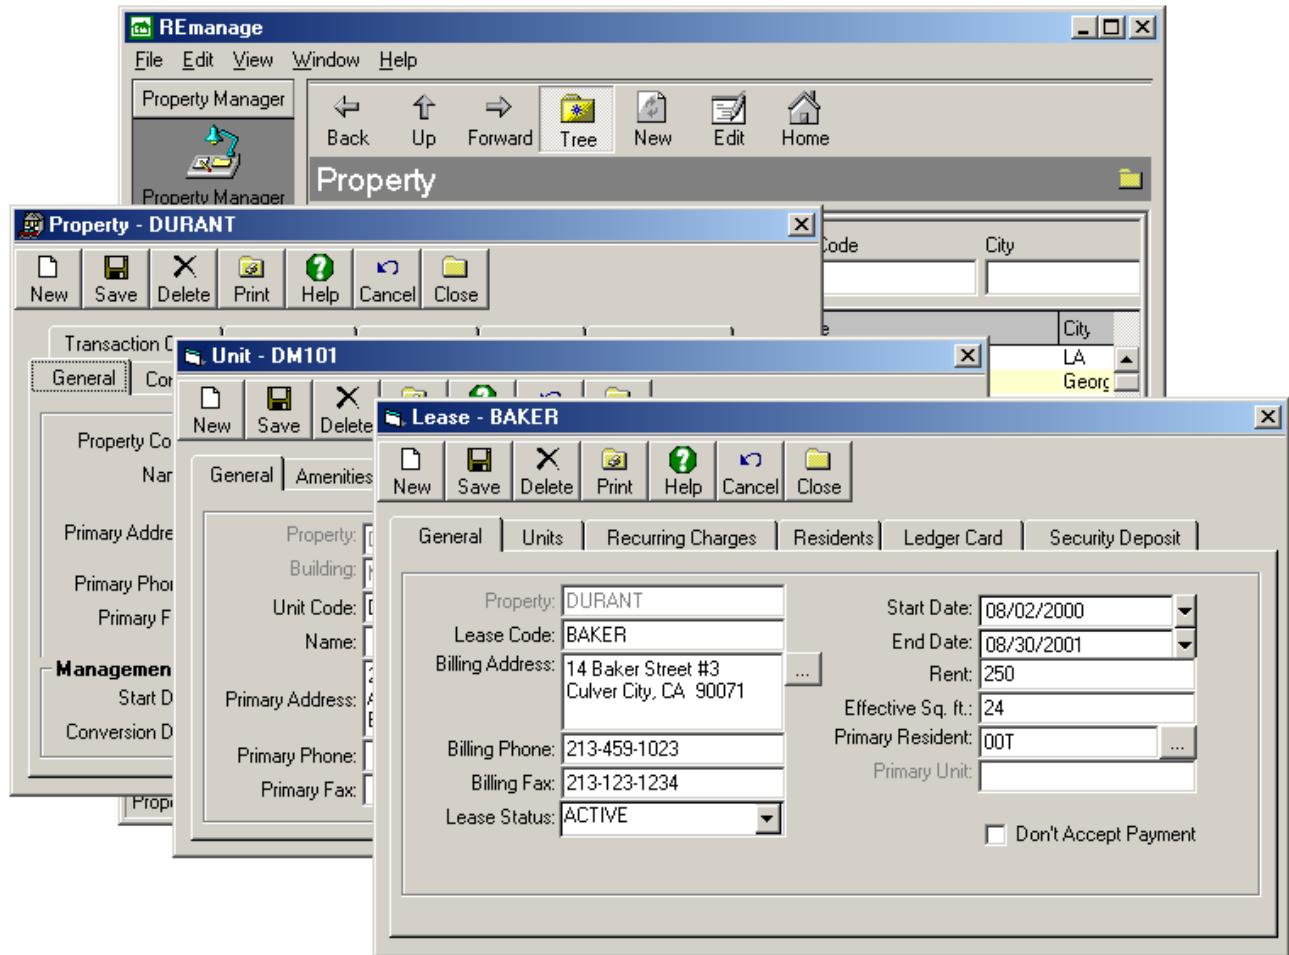 REmanage
File Edit View Window Help
Property Manager
Back Up Forward Tree New Edit Home
Property Manager
Property
Code City
City
LA
Georg
Property - DURANT
New Save Delete Print Help Cancel Close
Transaction
General
Property Co
Nar
Primary Addre
Primary Phor
Primary F
Managemen
Start D
Conversion D
Prop
Unit - DM101
New Save Delete
General Amenities
Property:
Building:
Unit Code:
Name:
Primary Address:
Primary Phone:
Primary Fax:
Lease - BAKER
New Save Delete Print Help Cancel Close
General Units Recurring Charges Residents Ledger Card Security Deposit
Property: DURANT
Lease Code: BAKER
Billing Address: 14 Baker Street #3
Culver City, CA 90071
...
Billing Phone: 213-459-1023
Billing Fax: 213-123-1234
Lease Status: ACTIVE
Start Date: 08/02/2000
End Date: 08/30/2001
Rent: 250
Effective Sq. ft.: 24
Primary Resident: 00T
...
Primary Unit:
Don't Accept Payment